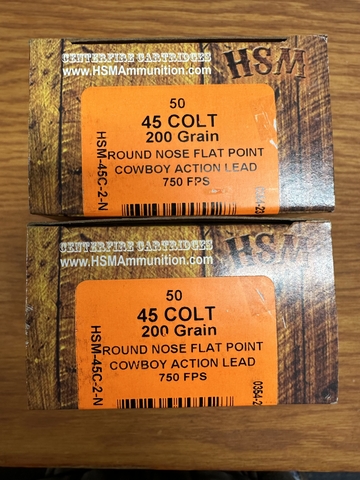 CENTERFIRE CARTRIDGES
www.HSMAmmunition.com
HSM
50
45 COLT
200 Grain
ROUND NOSE FLAT POINT
COWBOY ACTION LEAD
750 FPS
HSM-45C-2-N
CENTERFIRE CARTRIDGES
www.HSMAmmunition.com
HSM
50
45 COLT
200 Grain
ROUND NOSE FLAT POINT
COWBOY ACTION LEAD
750 FPS
HSM-45C-2-N